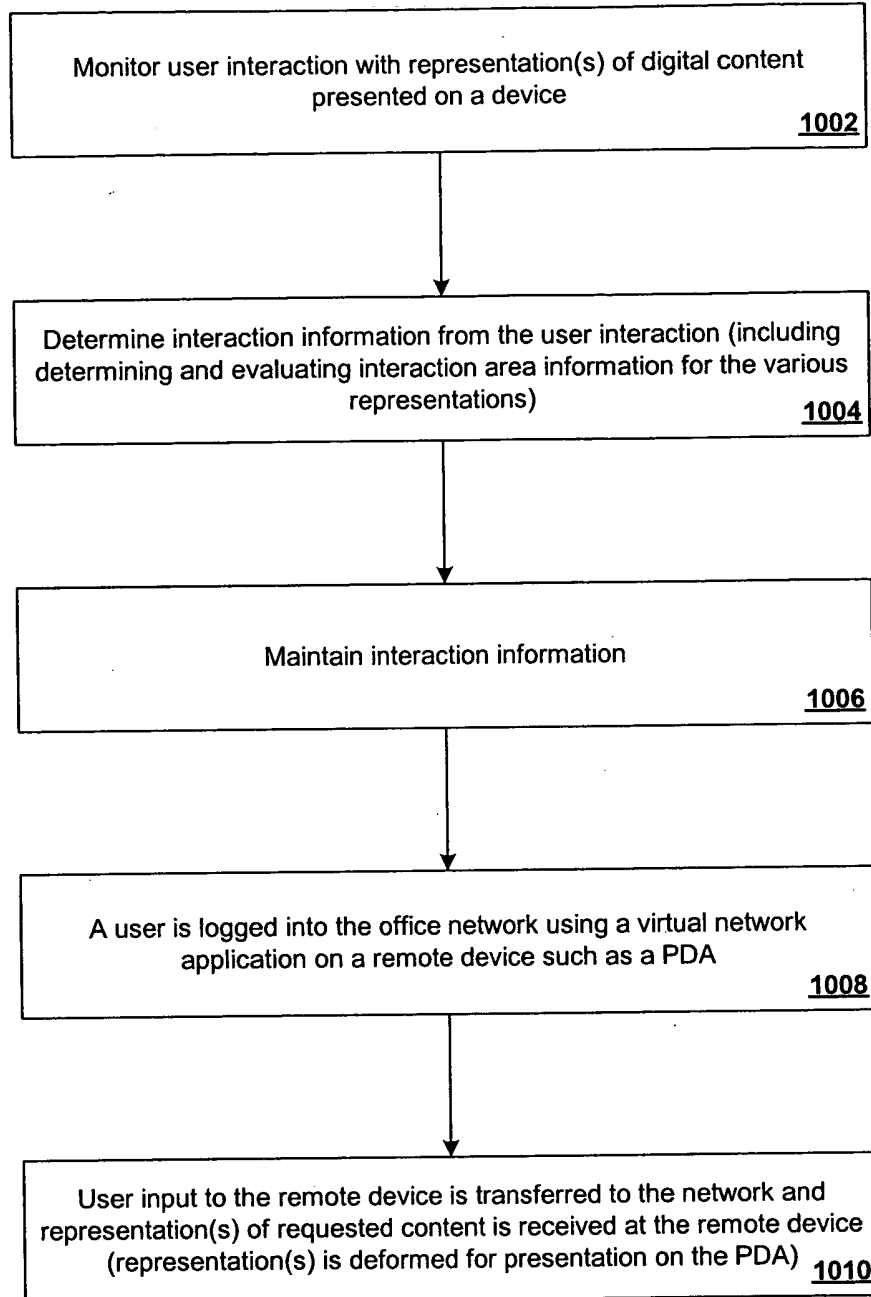 Monitor user interaction with representation(s) of digital content
presented on a device
1002
Determine interaction information from the user interaction (including
determining and evaluating interaction area information for the various
representations)
1004
Maintain interaction information
1006
A user is logged into the office network using a virtual network
application on a remote device such as a PDA
1008
User input to the remote device is transferred to the network and
representation(s) of requested content is received at the remote device
(representation(s) is deformed for presentation on the PDA)
1010